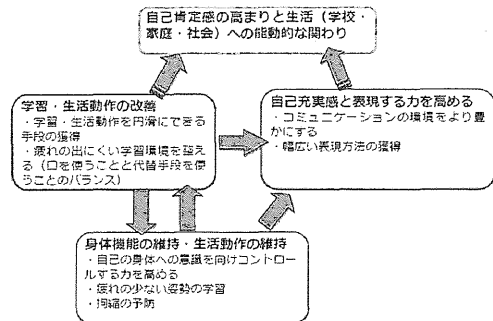 自己肯定感の高まりと生活（学校・
家庭・社会）への能動的な関わり
学習・生活動作の改善
・学習・生活動作を円滑にできる
手段の獲得
・疲れの出にくい学習環境を整え
る（口を使うことと代替手段を使
うことのバランス）
自己充実感と表現する力を高める
・コミュニケーションの環境をより豊
かにする
・幅広い表現方法の獲得
身体機能の維持・生活動作の維持
・自己の身体への意識を向けコントロー
ルする力を高める
・疲れの少ない姿勢の学習
・拘縮の予防